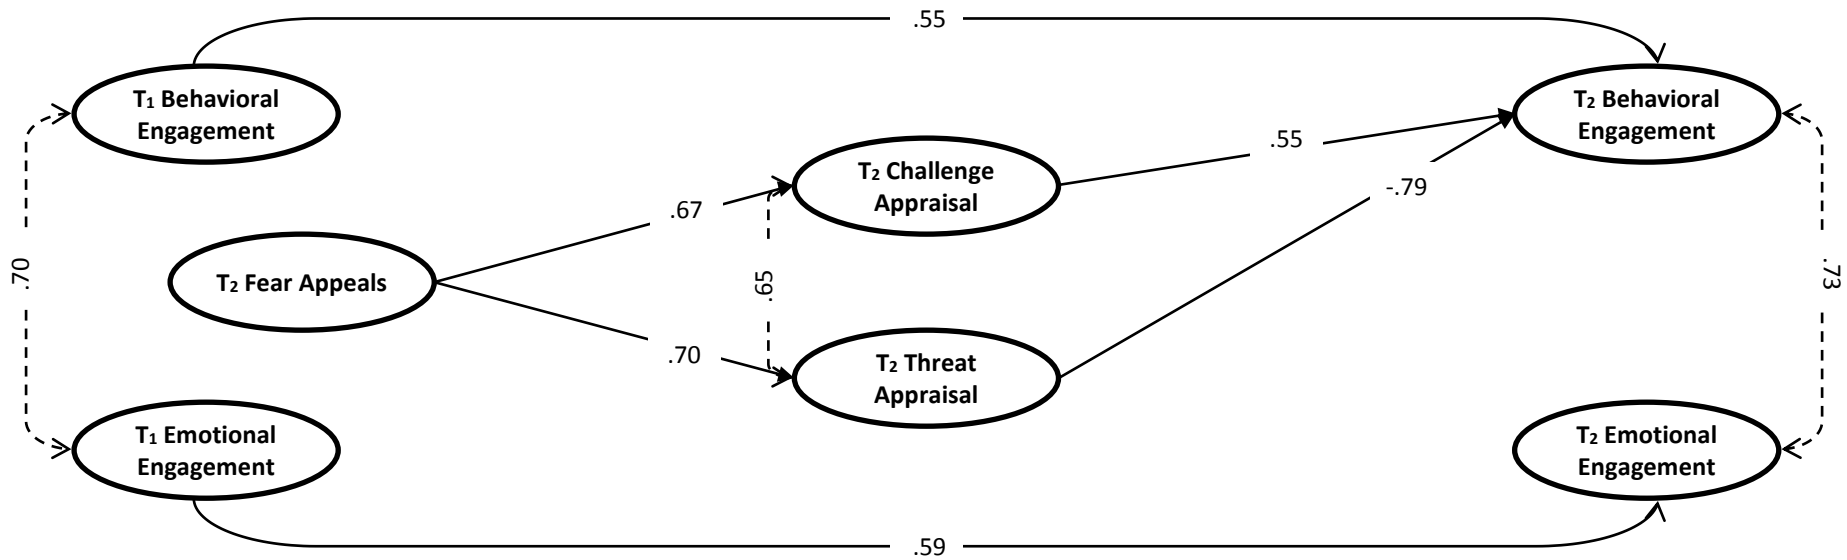 .55
T₁ Behavioral
Engagement
T₂ Behavioral
Engagement
T₂ Challenge
Appraisal
.55
-.79
.67
.70
T₂ Fear Appeals
.65
.73
.70
T₂ Threat
Appraisal
T₁ Emotional
Engagement
T₂ Emotional
Engagement
.59